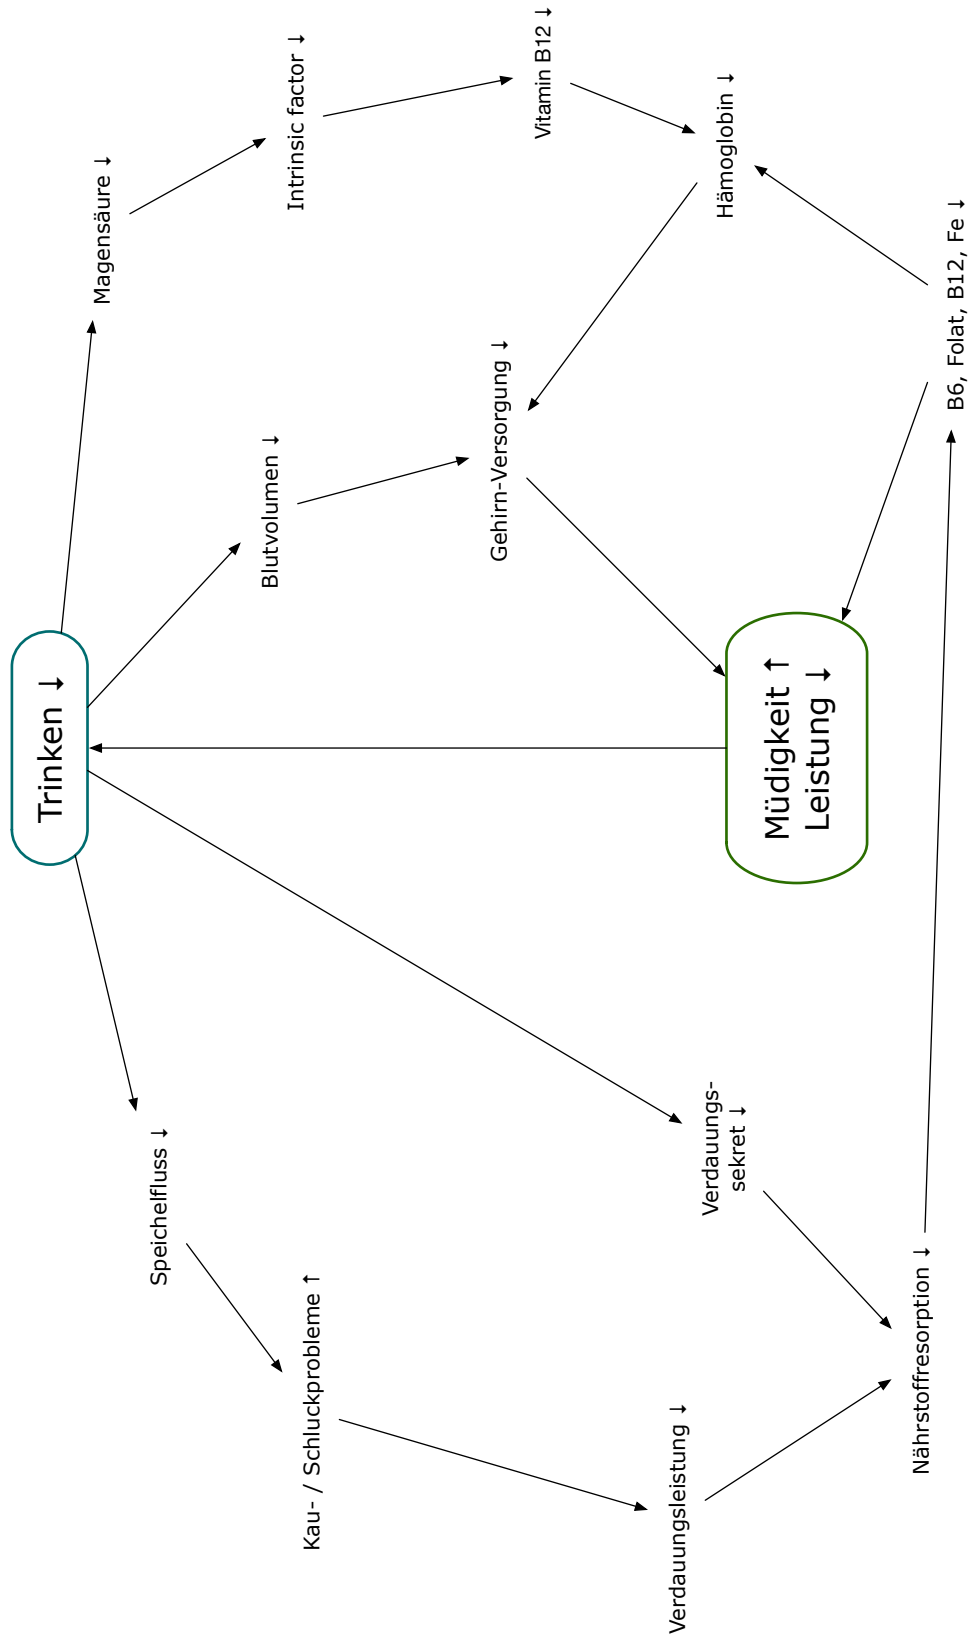 Trinken ↓
Magensäure ↓
Speichelfluss ↓
Blutvolumen ↓
Intrinsic factor ↓
Kau- / Schluckprobleme ↑
Gehirn-Versorgung ↓
Vitamin B12 ↓
Verdauungsleistung ↓
Verdauungs-
sekret ↓
Hämoglobin ↓
Müdigkeit ↑
Leistung ↓
Nährstoffresorption ↓
B6, Folat, B12, Fe ↓